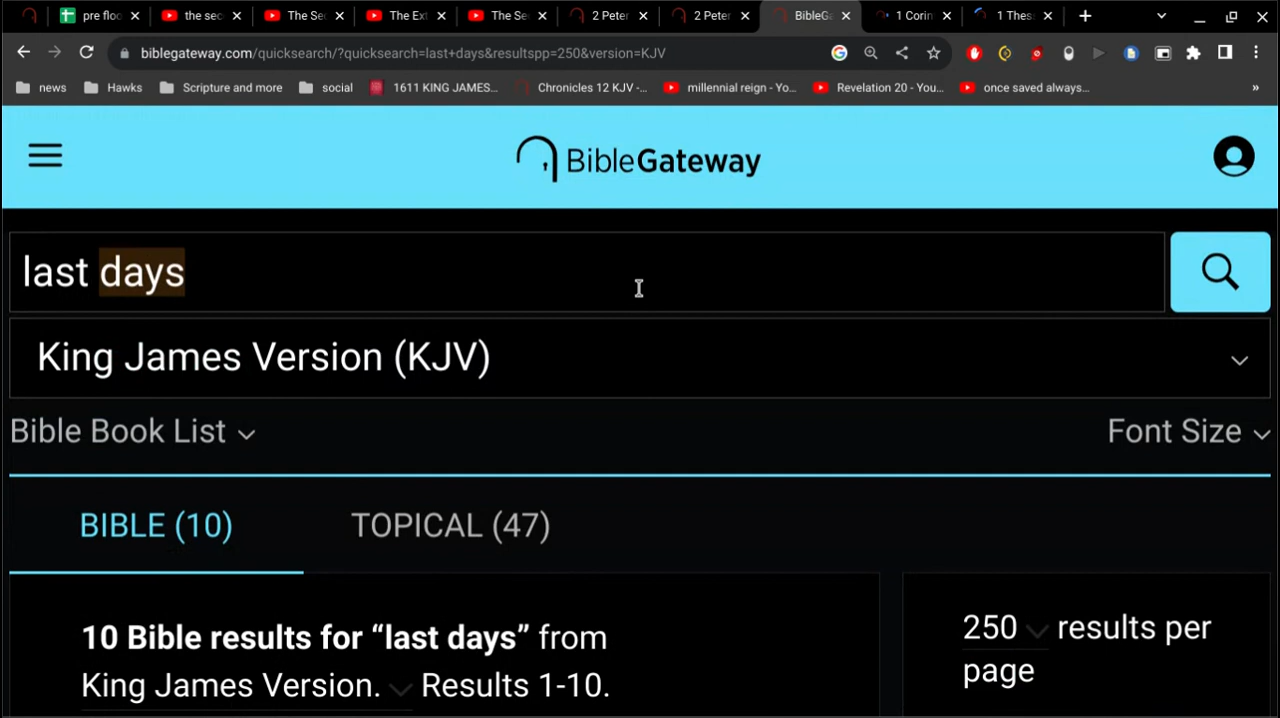 pre floo
the sec
The Se
The Ext
The Se
2 Peter
2 Peter
BibleGa
1 Corin
1 Thess
biblegateway.com/quicksearch/?quicksearch=last+days&resultspp=250&version=KJV
news
Hawks
Scripture and more
social
1611 KING JAMES...
Chronicles 12 KJV -...
millennial reign - Yo...
Revelation 20 - You...
once saved always...
»
BibleGateway
last days
King James Version (KJV)
Bible Book List
Font Size
BIBLE (10)
TOPICAL (47)
10 Bible results for “last days” from
King James Version. Results 1-10.
250 results per
page